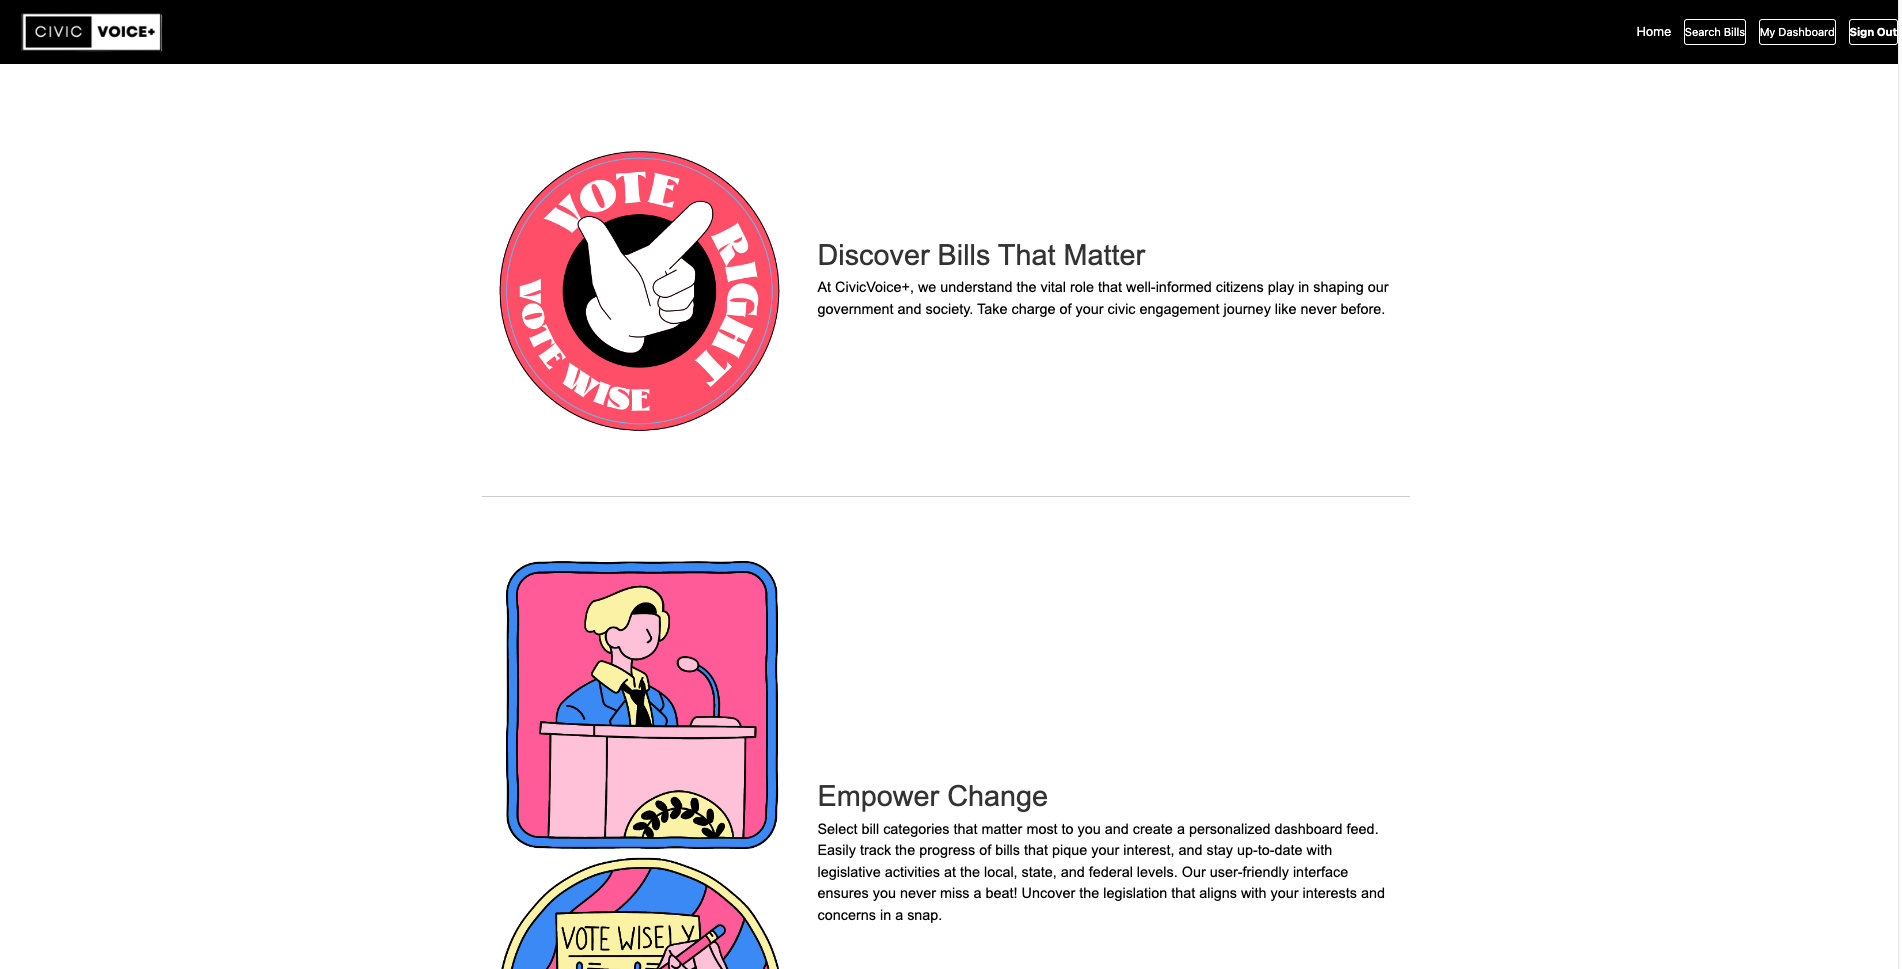 CIVIC VOICE+
Home Search Bills My Dashboard Sign Out
VOTE RIGHT
VOTE WISE
Discover Bills That Matter
At CivicVoice+, we understand the vital role that well-informed citizens play in shaping our
government and society. Take charge of your civic engagement journey like never before.
Empower Change
Select bill categories that matter most to you and create a personalized dashboard feed.
Easily track the progress of bills that pique your interest, and stay up-to-date with
legislative activities at the local, state, and federal levels. Our user-friendly interface
ensures you never miss a beat! Uncover the legislation that aligns with your interests and
concerns in a snap.
VOTE WISELY